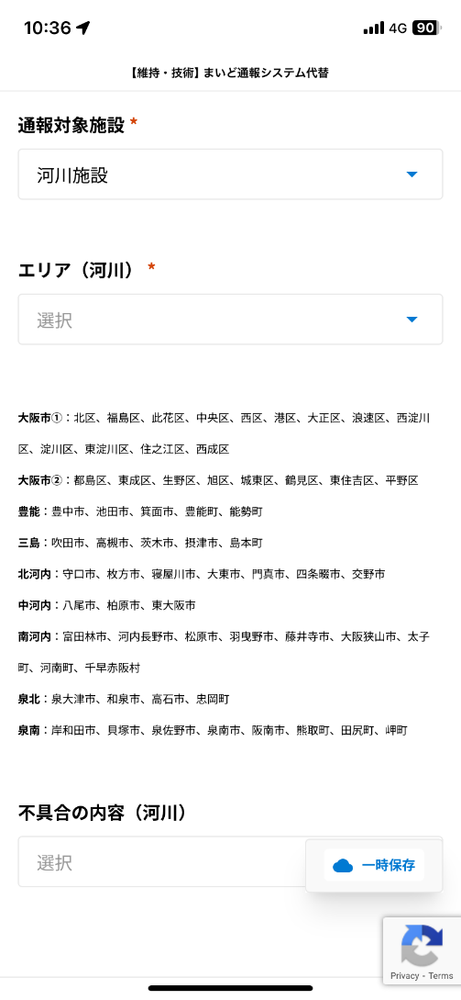 10:36
4G
90
【維持・技術】まいど通報システム代替
通報対象施設 *
河川施設
エリア（河川） *
選択
大阪市①：北区、福島区、此花区、中央区、西区、港区、大正区、浪速区、西淀川
区、淀川区、東淀川区、住之江区、西成区
大阪市②：都島区、東成区、生野区、旭区、城東区、鶴見区、東住吉区、平野区
豊能：豊中市、池田市、箕面市、豊能町、能勢町
三島：吹田市、高槻市、茨木市、摂津市、島本町
北河内：守口市、枚方市、寝屋川市、大東市、門真市、四条畷市、交野市
中河内：八尾市、柏原市、東大阪市
南河内：富田林市、河内長野市、松原市、羽曳野市、藤井寺市、大阪狭山市、太子
町、河南町、千早赤阪村
泉北：泉大津市、和泉市、高石市、忠岡町
泉南：岸和田市、貝塚市、泉佐野市、泉南市、阪南市、熊取町、田尻町、岬町
不具合の内容（河川）
選択
一時保存
Privacy - Terms